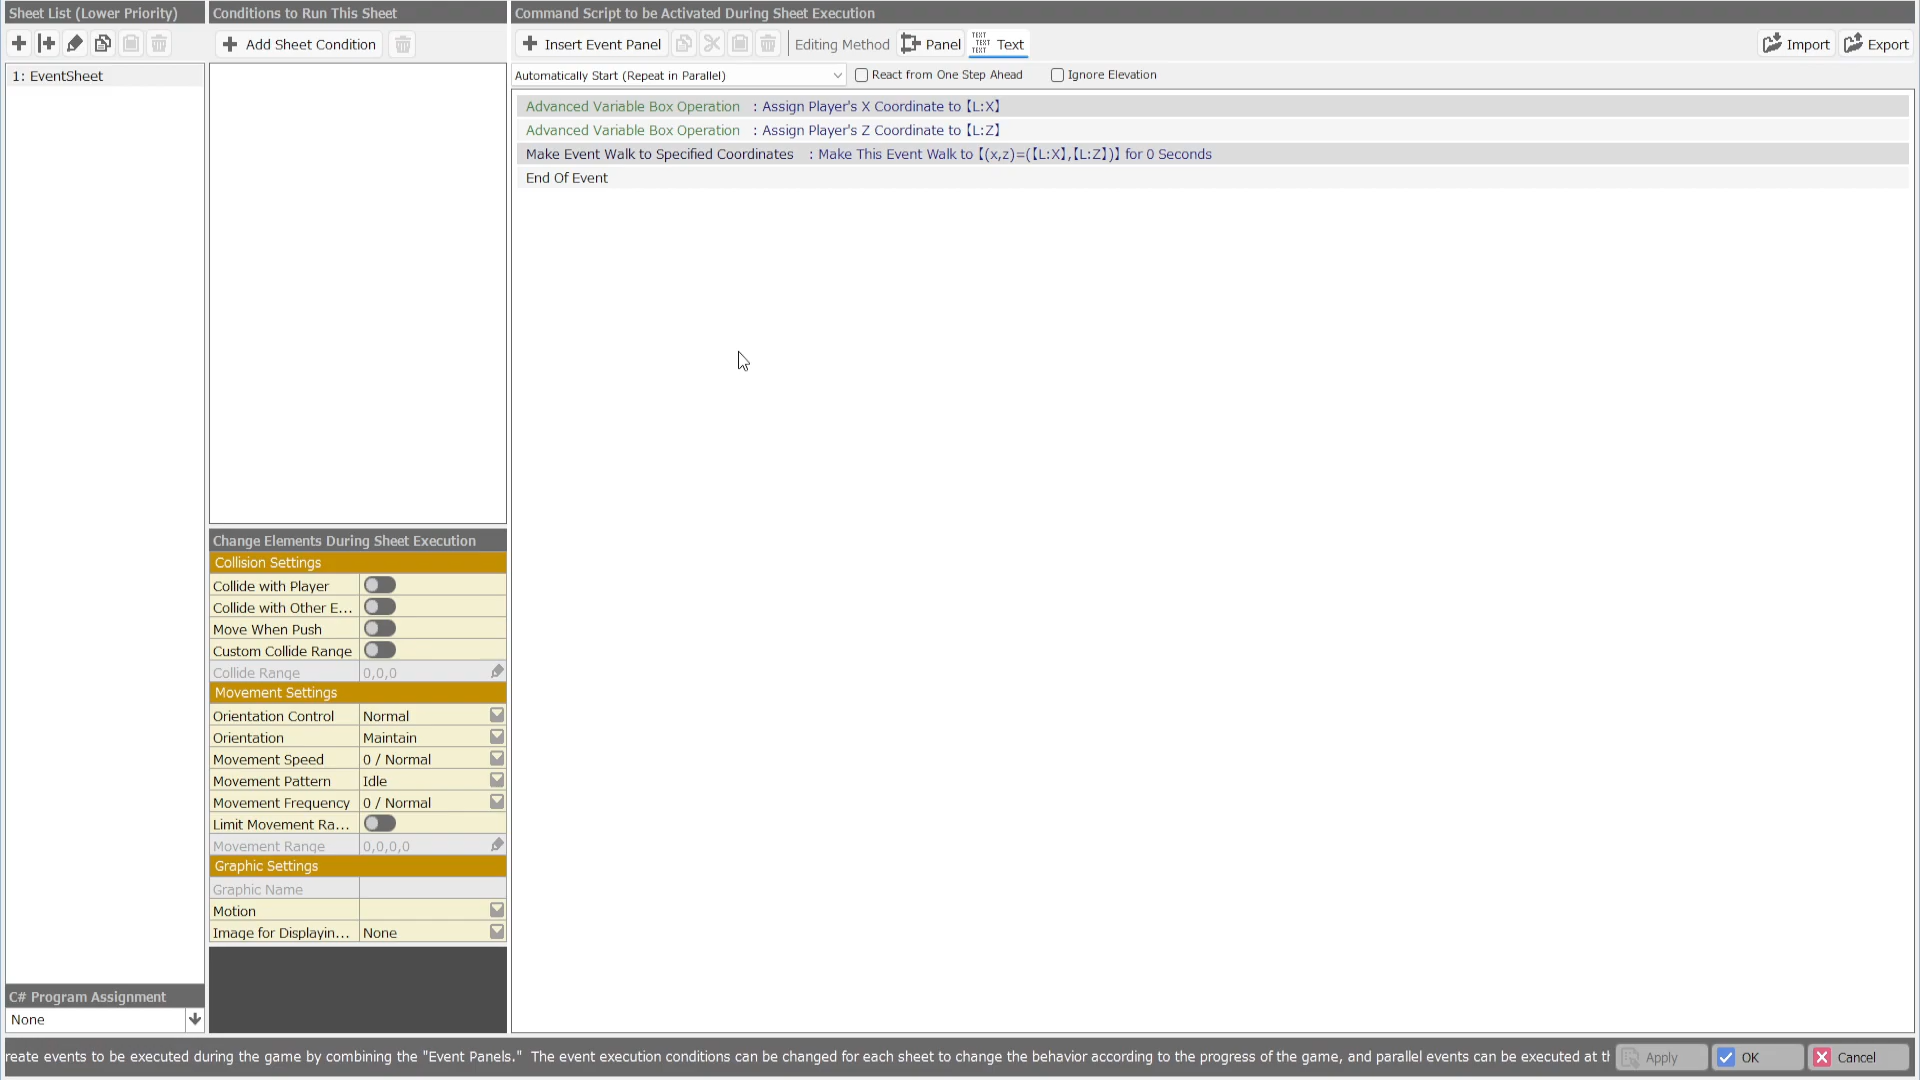 Sheet List (Lower Priority)
Conditions to Run This Sheet
Command Script to be Activated During Sheet Execution
Add Sheet Condition
Insert Event Panel
Editing Method
Panel
TEXT
TEXT
TEXT
Text
Import
Export
1: EventSheet
Automatically Start (Repeat in Parallel)
React from One Step Ahead
Ignore Elevation
Advanced Variable Box Operation : Assign Player's X Coordinate to【L:X】
Advanced Variable Box Operation : Assign Player's Z Coordinate to【L:Z】
Make Event Walk to Specified Coordinates : Make This Event Walk to【(x,z)=(【L:X】,【L:Z】)】for 0 Seconds
End Of Event
Change Elements During Sheet Execution
Collision Settings
Collide with Player
Collide with Other E...
Move When Push
Custom Collide Range
Collide Range 0,0,0
Movement Settings
Orientation Control Normal
Orientation Maintain
Movement Speed 0 / Normal
Movement Pattern Idle
Movement Frequency 0 / Normal
Limit Movement Ra...
Movement Range 0,0,0,0
Graphic Settings
Graphic Name
Motion
Image for Displayin... None
C# Program Assignment
None
reate events to be executed during the game by combining the "Event Panels." The event execution conditions can be changed for each sheet to change the behavior according to the progress of the game, and parallel events can be executed at th
Apply
OK
Cancel